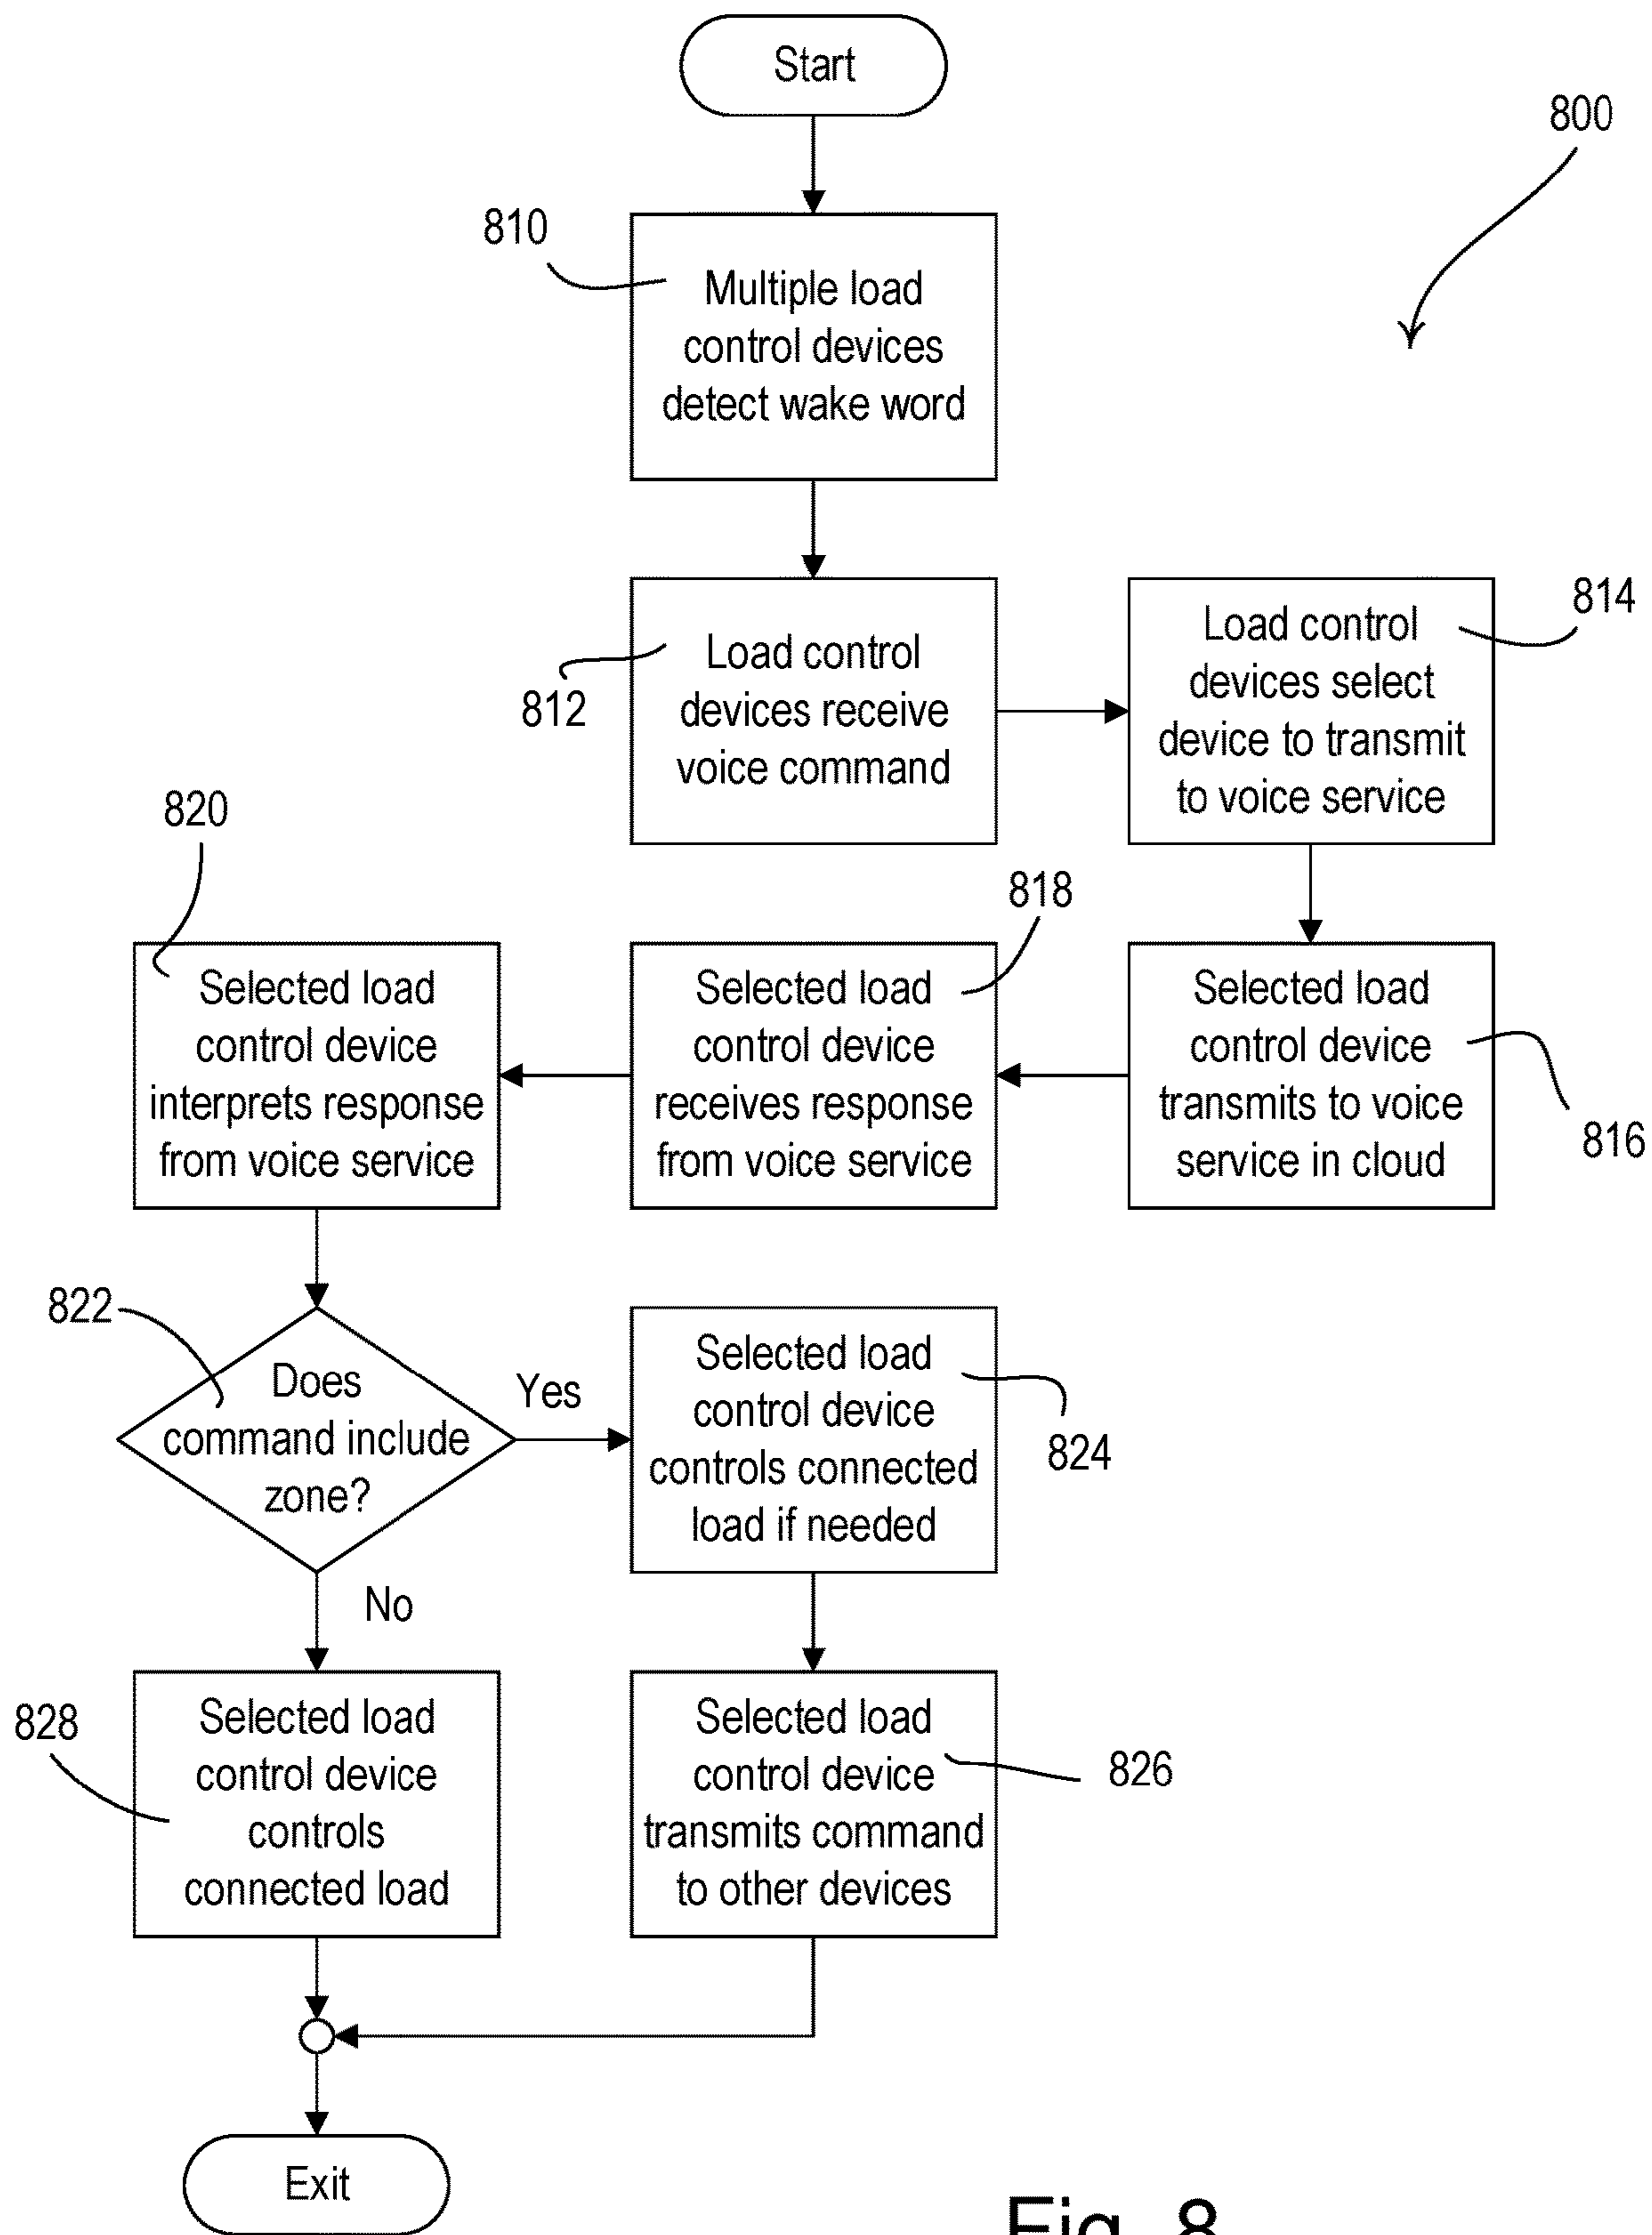 Start
800
810
Multiple load
control devices
detect wake word
812
Load control
devices receive
voice command
814
Load control
devices select
device to transmit
to voice service
820
Selected load
control device
interprets response
from voice service
818
Selected load
control device
receives response
from voice service
816
Selected load
control device
transmits to voice
service in cloud
822
Does
command include
zone?
Yes
No
824
Selected load
control device
controls connected
load if needed
828
Selected load
control device
controls
connected load
826
Selected load
control device
transmits command
to other devices
Exit
Fig. 8